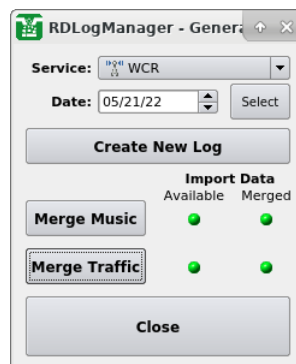 RDLogManager - Genera
Service: WCR
Date: 05/21/22 Select
Create New Log
Import Data
Available Merged
Merge Music
Merge Traffic
Close